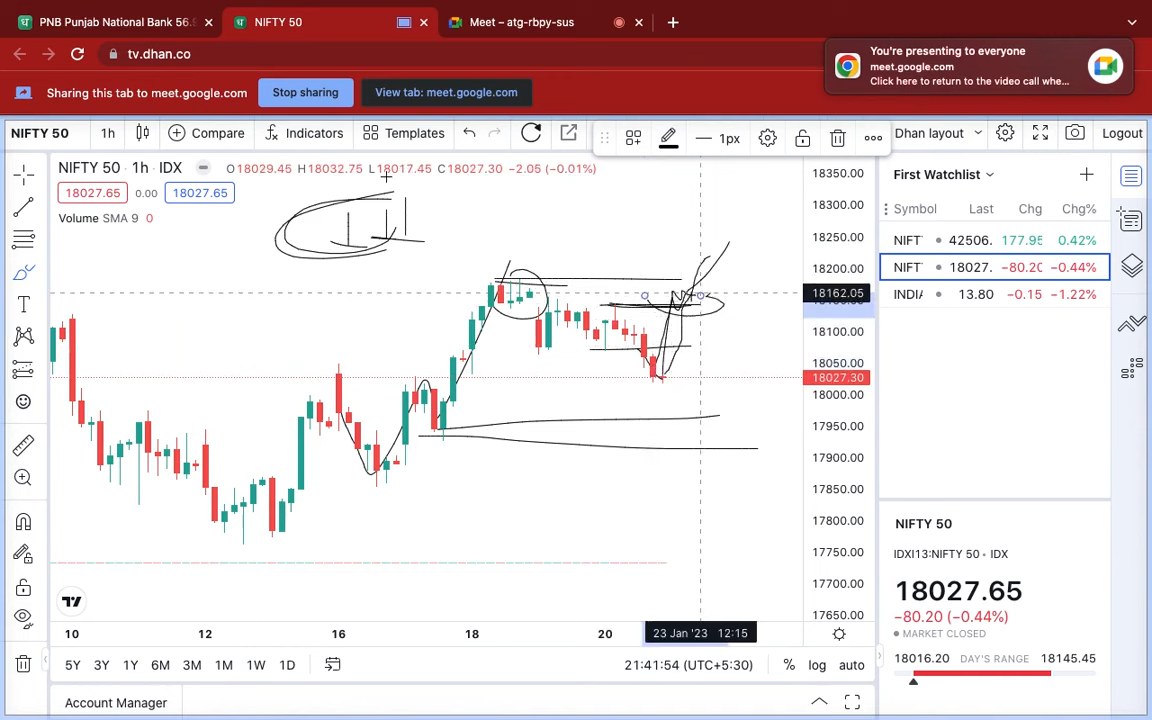 PNB Punjab National Bank 56.9
NIFTY 50
Meet – atg-rbpy-sus
tv.dhan.co
You're presenting to everyone
meet.google.com
Click here to return to the video call whe...
Sharing this tab to meet.google.com
Stop sharing
View tab: meet.google.com
NIFTY 50
1h
Compare
Indicators
Templates
1px
Dhan layout
Logout
NIFTY 50 · 1h · IDX
O18029.45 H18032.75 L18017.45 C18027.30 −2.05 (−0.01%)
18027.65
0.00
18027.65
Volume SMA 9 0
First Watchlist
Symbol Last Chg Chg%
NIFT 42506. 177.95 0.42%
NIFT 18027. −80.20 −0.44%
INDIA 13.80 −0.15 −1.22%
18350.00
18300.00
18250.00
18200.00
18162.05
18100.00
18050.00
18027.30
18000.00
17950.00
17900.00
17850.00
17800.00
17750.00
17700.00
17650.00
10
12
16
18
20
23 Jan '23 12:15
5Y
3Y
1Y
6M
3M
1M
1W
1D
21:41:54 (UTC+5:30)
%
log
auto
Account Manager
NIFTY 50
IDXI13:NIFTY 50 • IDX
18027.65
−80.20 (−0.44%)
MARKET CLOSED
18016.20 DAY'S RANGE 18145.45